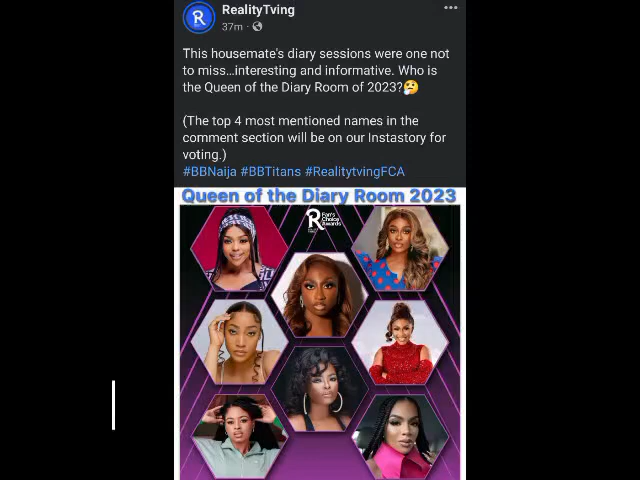 RealityTving
37m ·
This housemate's diary sessions were one not
to miss...interesting and informative. Who is
the Queen of the Diary Room of 2023?🤔
(The top 4 most mentioned names in the
comment section will be on our Instastory for
voting.)
#BBNaija #BBTitans #RealitytvingFCA
Queen of the Diary Room 2023
R Fan's
Choice
Awards